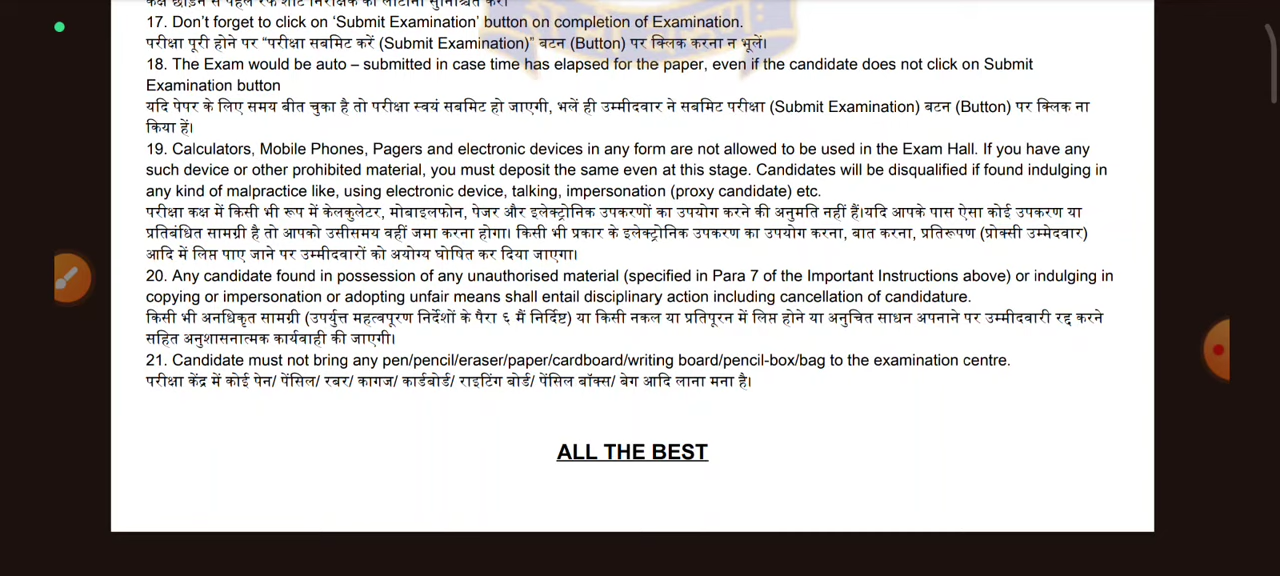 कक्ष छोड़ने से पहले रफ शीट निरीक्षक को लौटाना सुनिश्चित करें।
17. Don’t forget to click on ‘Submit Examination’ button on completion of Examination.
परीक्षा पूरी होने पर “परीक्षा सबमिट करें (Submit Examination)” बटन (Button) पर क्लिक करना न भूलें।
18. The Exam would be auto – submitted in case time has elapsed for the paper, even if the candidate does not click on Submit
Examination button
यदि पेपर के लिए समय बीत चुका है तो परीक्षा स्वयं सबमिट हो जाएगी, भलें ही उम्मीदवार ने सबमिट परीक्षा (Submit Examination) बटन (Button) पर क्लिक ना
किया हें।
19. Calculators, Mobile Phones, Pagers and electronic devices in any form are not allowed to be used in the Exam Hall. If you have any
such device or other prohibited material, you must deposit the same even at this stage. Candidates will be disqualified if found indulging in
any kind of malpractice like, using electronic device, talking, impersonation (proxy candidate) etc.
परीक्षा कक्ष में किसी भी रूप में केलकुलेटर, मोबाइलफोन, पेजर और इलेक्ट्रोनिक उपकरणों का उपयोग करने की अनुमति नहीं हैं।यदि आपके पास ऐसा कोई उपकरण या
प्रतिबंधित सामग्री है तो आपको उसीसमय वहीं जमा करना होगा। किसी भी प्रकार के इलेक्ट्रोनिक उपकरण का उपयोग करना, बात करना, प्रतिरूपण (प्रोक्सी उम्मेदवार)
आदि में लिप्त पाए जाने पर उम्मीदवारों को अयोग्य घोषित कर दिया जाएगा।
20. Any candidate found in possession of any unauthorised material (specified in Para 7 of the Important Instructions above) or indulging in
copying or impersonation or adopting unfair means shall entail disciplinary action including cancellation of candidature.
किसी भी अनधिकृत सामग्री (उपर्युत्त महत्वपूरण निर्देशों के पैरा ६ मैं निर्दिष्ट) या किसी नकल या प्रतिपूरन में लिप्त होने या अनुचित साधन अपनाने पर उम्मीदवारी रद्द करने
सहित अनुशासनात्मक कार्यवाही की जाएगी।
21. Candidate must not bring any pen/pencil/eraser/paper/cardboard/writing board/pencil-box/bag to the examination centre.
परीक्षा केंद्र में कोई पेन/ पेंसिल/ रबर/ कागज/ कार्डबोर्ड/ राइटिंग बोर्ड/ पेंसिल बॉक्स/ बेग आदि लाना मना है।
ALL THE BEST